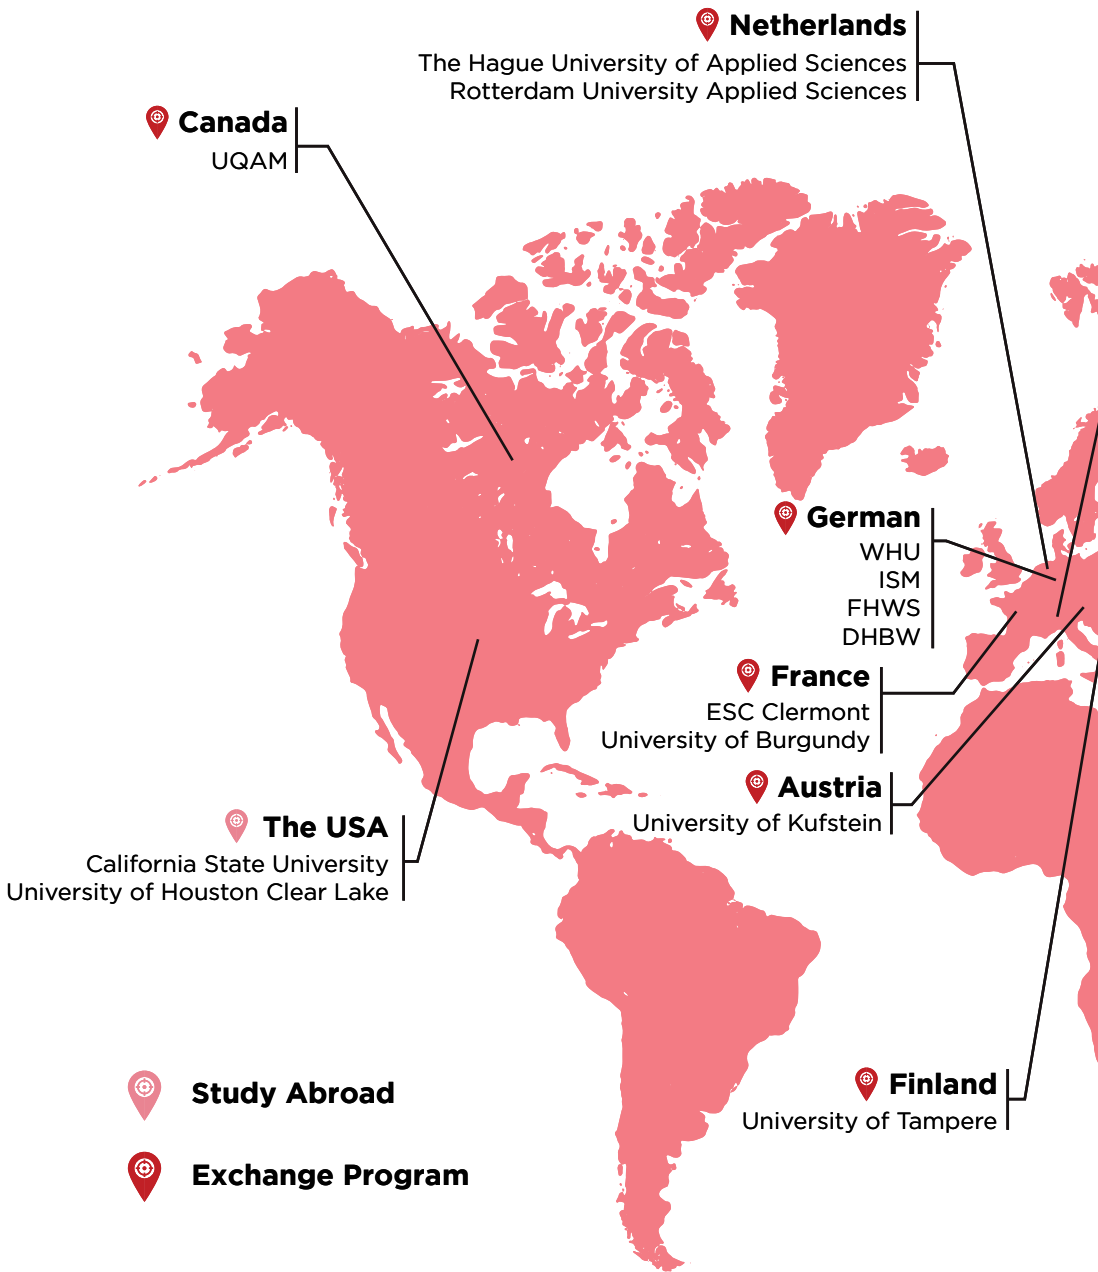 Netherlands
The Hague University of Applied Sciences
Rotterdam University Applied Sciences
Canada
UQAM
German
WHU
ISM
FHWS
DHBW
France
ESC Clermont
University of Burgundy
Austria
University of Kufstein
The USA
California State University
University of Houston Clear Lake
Finland
University of Tampere
Study Abroad
Exchange Program